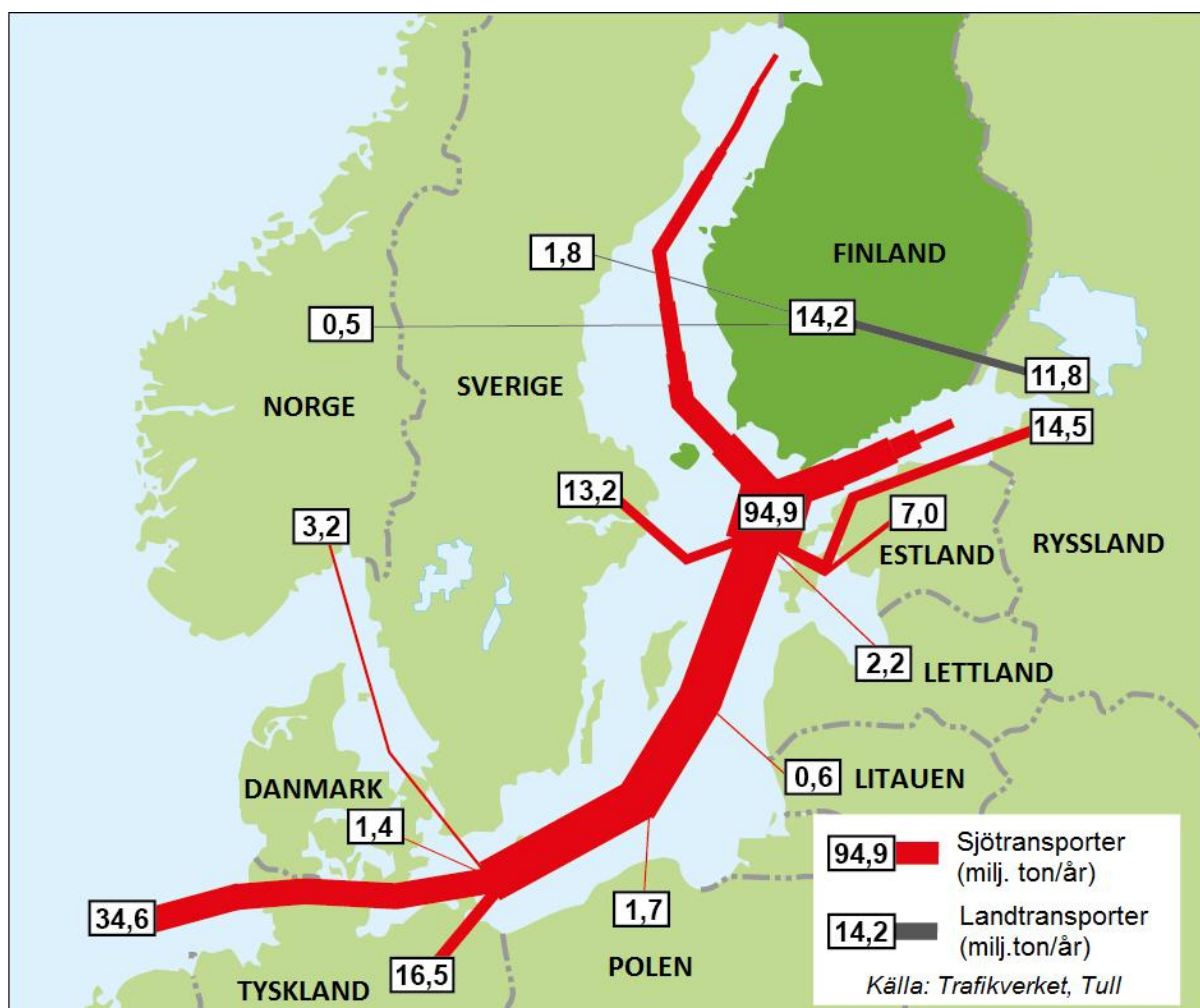 1,8
FINLAND
0,5
14,2
11,8
SVERIGE
NORGE
14,5
13,2
94,9
7,0
3,2
ESTLAND
RYSSLAND
2,2
LETTLAND
0,6
LITAUEN
DANMARK
1,4
34,6
1,7
16,5
POLEN
TYSKLAND
94,9
Sjötransporter
(milj. ton/år)
14,2
Landtransporter
(milj.ton/år)
Källa: Trafikverket, Tull